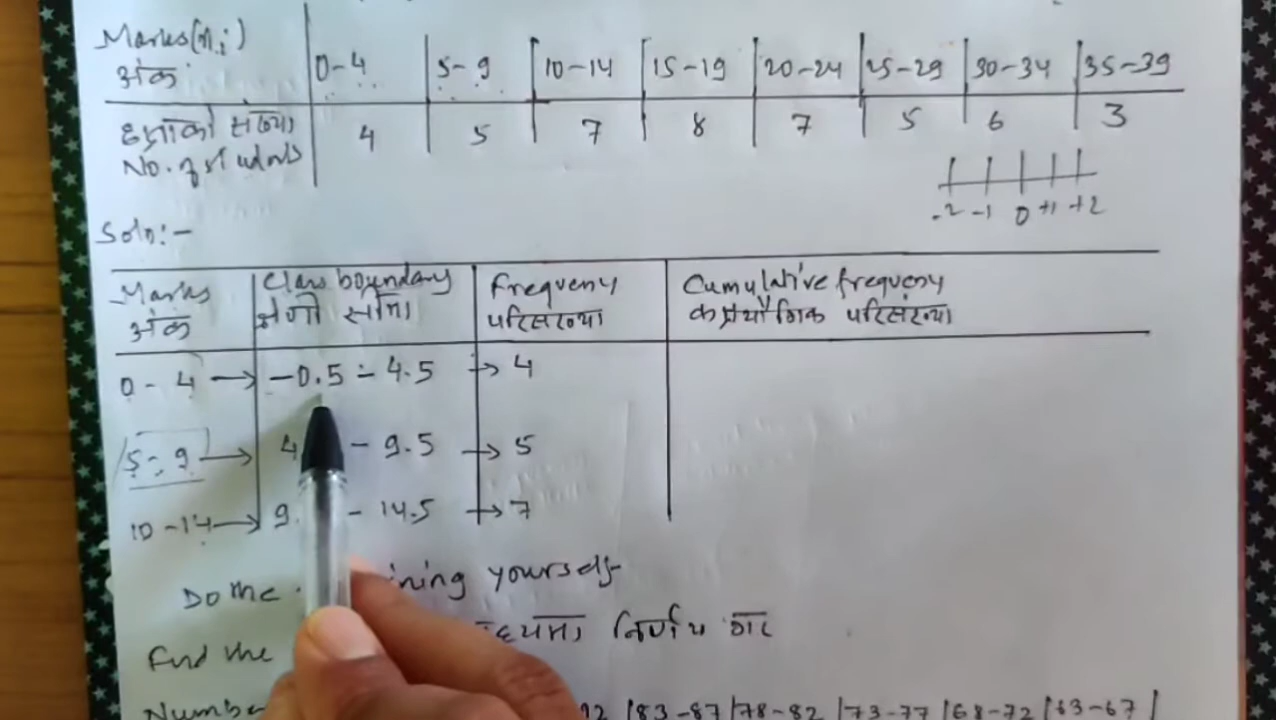 Marks(x;) | 0-4 | 5-9 | 10-14 | 15-19 | 20-24 | 25-29 | 30-34 | 35-39
अंक
छात्राको संख्या | 4 | 5 | 7 | 8 | 7 | 5 | 6 | 3
No. of students
-2 -1 0 +1 +2
Soln:-
Marks | Class boundary | Frequency | Cumulative frequency
अंक | श्रेणी सीमा | परिसंख्या | परिसंख्या
0 - 4 → -0.5 - 4.5 → 4
5-9 → 4 - 9.5 → 5
10-14 → 9. - 14.5 → 7
Do the yourself
निर्णय गर
Find the
83-87 | 78-82 | 73-77 | 68-72 | 63-67 |